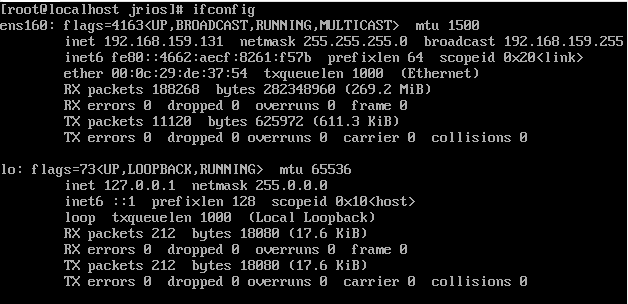 [root@localhost jrios]# ifconfig
ens160: flags=4163<UP,BROADCAST,RUNNING,MULTICAST>  mtu 1500
        inet 192.168.159.131  netmask 255.255.255.0  broadcast 192.168.159.255
        inet6 fe80::4662:aecf:8261:f57b  prefixlen 64  scopeid 0x20<link>
        ether 00:0c:29:de:37:54  txqueuelen 1000  (Ethernet)
        RX packets 188268  bytes 282348960 (269.2 MiB)
        RX errors 0  dropped 0  overruns 0  frame 0
        TX packets 11120  bytes 625972 (611.3 KiB)
        TX errors 0  dropped 0 overruns 0  carrier 0  collisions 0
lo: flags=73<UP,LOOPBACK,RUNNING>  mtu 65536
        inet 127.0.0.1  netmask 255.0.0.0
        inet6 ::1  prefixlen 128  scopeid 0x10<host>
        loop  txqueuelen 1000  (Local Loopback)
        RX packets 212  bytes 18080 (17.6 KiB)
        RX errors 0  dropped 0  overruns 0  frame 0
        TX packets 212  bytes 18080 (17.6 KiB)
        TX errors 0  dropped 0 overruns 0  carrier 0  collisions 0